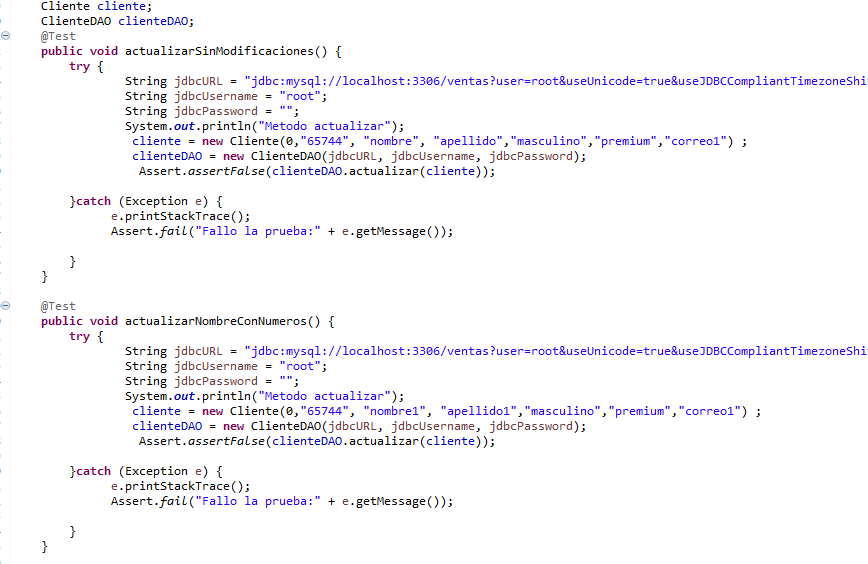 Cliente cliente;
ClienteDAO clienteDAO;
@Test
public void actualizarSinModificaciones() {
try {
String jdbcURL = "jdbc:mysql://localhost:3306/ventas?user=root&useUnicode=true&useJDBCCompliantTimezoneShi
String jdbcUsername = "root";
String jdbcPassword = "";
System.out.println("Metodo actualizar");
cliente = new Cliente(0,"65744", "nombre", "apellido","masculino","premium","correo1") ;
clienteDAO = new ClienteDAO(jdbcURL, jdbcUsername, jdbcPassword);
Assert.assertFalse(clienteDAO.actualizar(cliente));
}catch (Exception e) {
e.printStackTrace();
Assert.fail("Fallo la prueba:" + e.getMessage());
}
}
@Test
public void actualizarNombreConNumeros() {
try {
String jdbcURL = "jdbc:mysql://localhost:3306/ventas?user=root&useUnicode=true&useJDBCCompliantTimezoneShi
String jdbcUsername = "root";
String jdbcPassword = "";
System.out.println("Metodo actualizar");
cliente = new Cliente(0,"65744", "nombre1", "apellido1","masculino","premium","correo1") ;
clienteDAO = new ClienteDAO(jdbcURL, jdbcUsername, jdbcPassword);
Assert.assertFalse(clienteDAO.actualizar(cliente));
}catch (Exception e) {
e.printStackTrace();
Assert.fail("Fallo la prueba:" + e.getMessage());
}
}